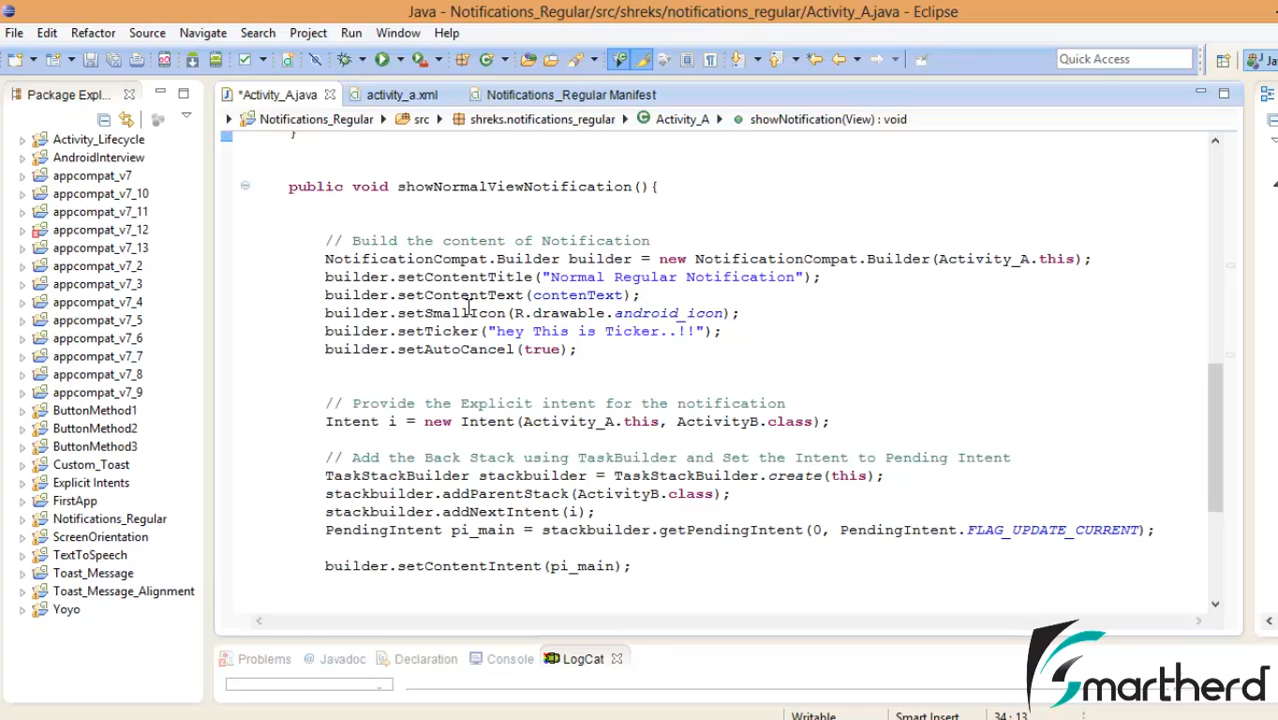 Java - Notifications_Regular/src/shreks/notifications_regular/Activity_A.java - Eclipse
File Edit Refactor Source Navigate Search Project Run Window Help
Quick Access
Package Expl...
*Activity_A.java activity_a.xml Notifications_Regular Manifest
Notifications_Regular src shreks.notifications_regular Activity_A showNotification(View) : void
Activity_Lifecycle
AndroidInterview
appcompat_v7
appcompat_v7_10
appcompat_v7_11
appcompat_v7_12
appcompat_v7_13
appcompat_v7_2
appcompat_v7_3
appcompat_v7_4
appcompat_v7_5
appcompat_v7_6
appcompat_v7_7
appcompat_v7_8
appcompat_v7_9
ButtonMethod1
ButtonMethod2
ButtonMethod3
Custom_Toast
Explicit Intents
FirstApp
Notifications_Regular
ScreenOrientation
TextToSpeech
Toast_Message
Toast_Message_Alignment
Yoyo
}
public void showNormalViewNotification(){
// Build the content of Notification
NotificationCompat.Builder builder = new NotificationCompat.Builder(Activity_A.this);
builder.setContentTitle("Normal Regular Notification");
builder.setContentText(contenText);
builder.setSmallIcon(R.drawable.android_icon);
builder.setTicker("hey This is Ticker..!!");
builder.setAutoCancel(true);
// Provide the Explicit intent for the notification
Intent i = new Intent(Activity_A.this, ActivityB.class);
// Add the Back Stack using TaskBuilder and Set the Intent to Pending Intent
TaskStackBuilder stackbuilder = TaskStackBuilder.create(this);
stackbuilder.addParentStack(ActivityB.class);
stackbuilder.addNextIntent(i);
PendingIntent pi_main = stackbuilder.getPendingIntent(0, PendingIntent.FLAG_UPDATE_CURRENT);
builder.setContentIntent(pi_main);
Problems Javadoc Declaration Console LogCat
Smartherd
Writable Smart Insert 34 : 13